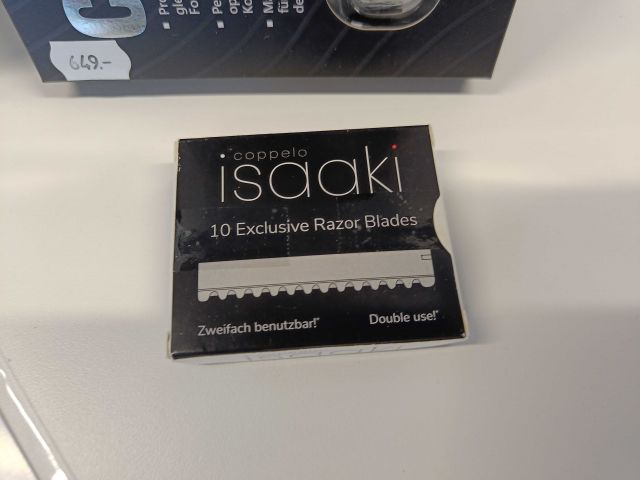 649.-
coppelo
isaaki
10 Exclusive Razor Blades
Zweifach benutzbar!*
Double use!*